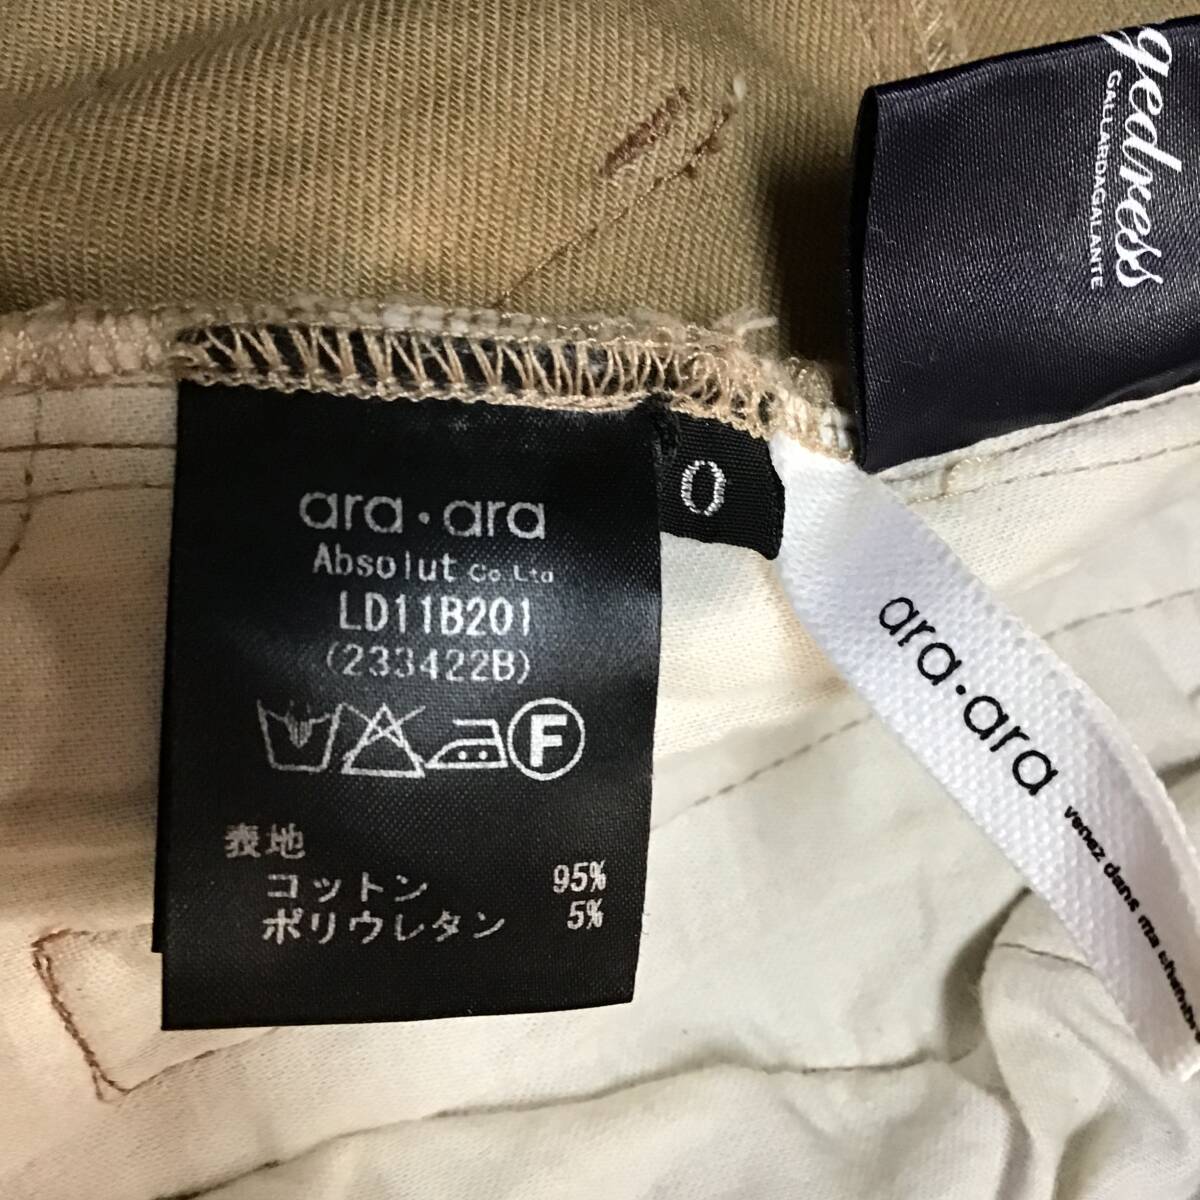 gedress
GALLARDAGALANTE
ara·ara
Absolut Co.Ltd
LD11B201
(233422B)
F
表地
コットン 95%
ポリウレタン 5%
0
ara·ara
venez dans ma chambre